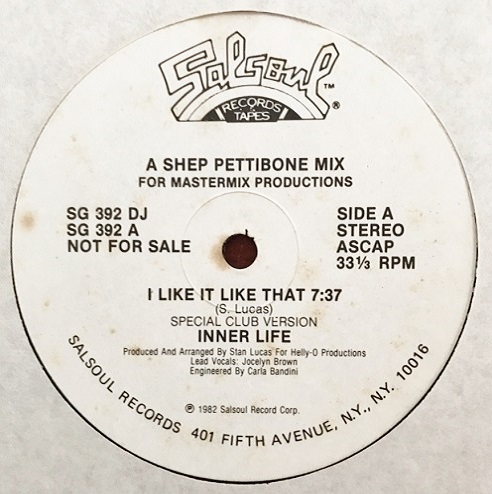 Salsoul™
RECORDS & TAPES®
A SHEP PETTIBONE MIX
FOR MASTERMIX PRODUCTIONS
SG 392 DJ
SG 392 A
NOT FOR SALE
SIDE A
STEREO
ASCAP
33⅓ RPM
I LIKE IT LIKE THAT 7:37
(S. Lucas)
SPECIAL CLUB VERSION
INNER LIFE
Produced And Arranged By Stan Lucas For Helly-O Productions
Lead Vocals: Jocelyn Brown
Engineered By Carla Bandini
℗ 1982 Salsoul Record Corp.
SALSOUL RECORDS 401 FIFTH AVENUE, N.Y., N.Y. 10016